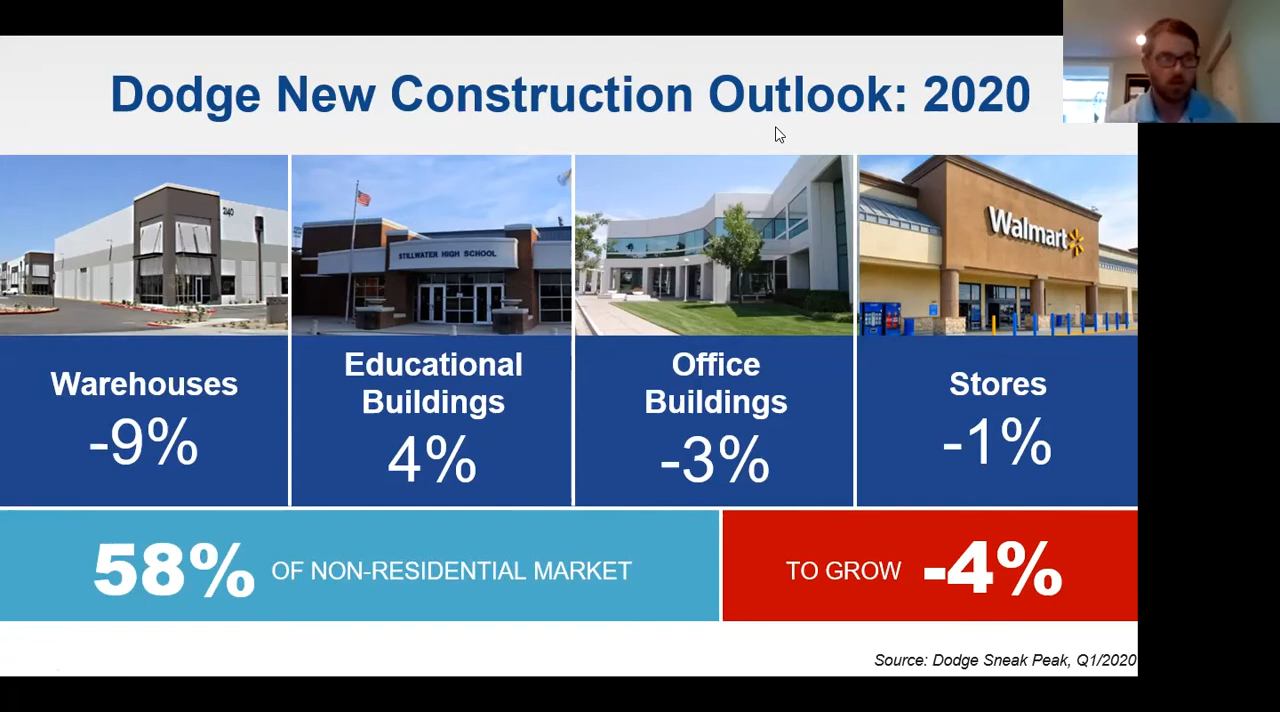 Dodge New Construction Outlook: 2020
240
STILLWATER HIGH SCHOOL
Walmart
Warehouses
-9%
Educational
Buildings
4%
Office
Buildings
-3%
Stores
-1%
58% OF NON-RESIDENTIAL MARKET
TO GROW -4%
Source: Dodge Sneak Peak, Q1/2020